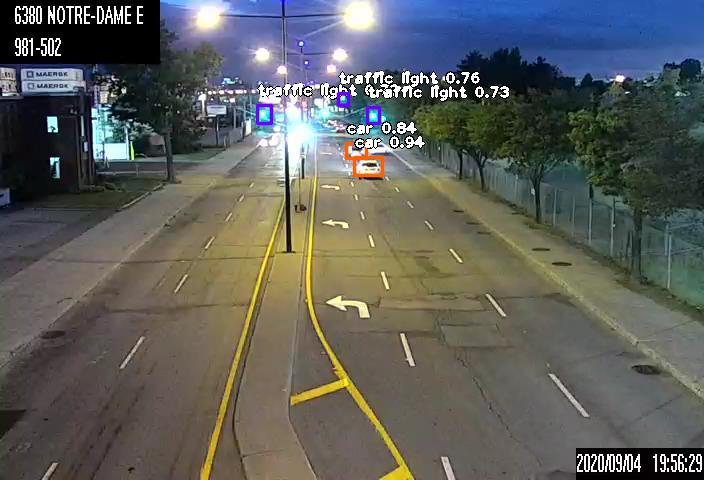 6380 NOTRE-DAME E
981-502
MAERSK
MAERSK
traffic light 0.76
traffic light
traffic light 0.73
car 0.84
car 0.94
2020/09/04 19:56:29